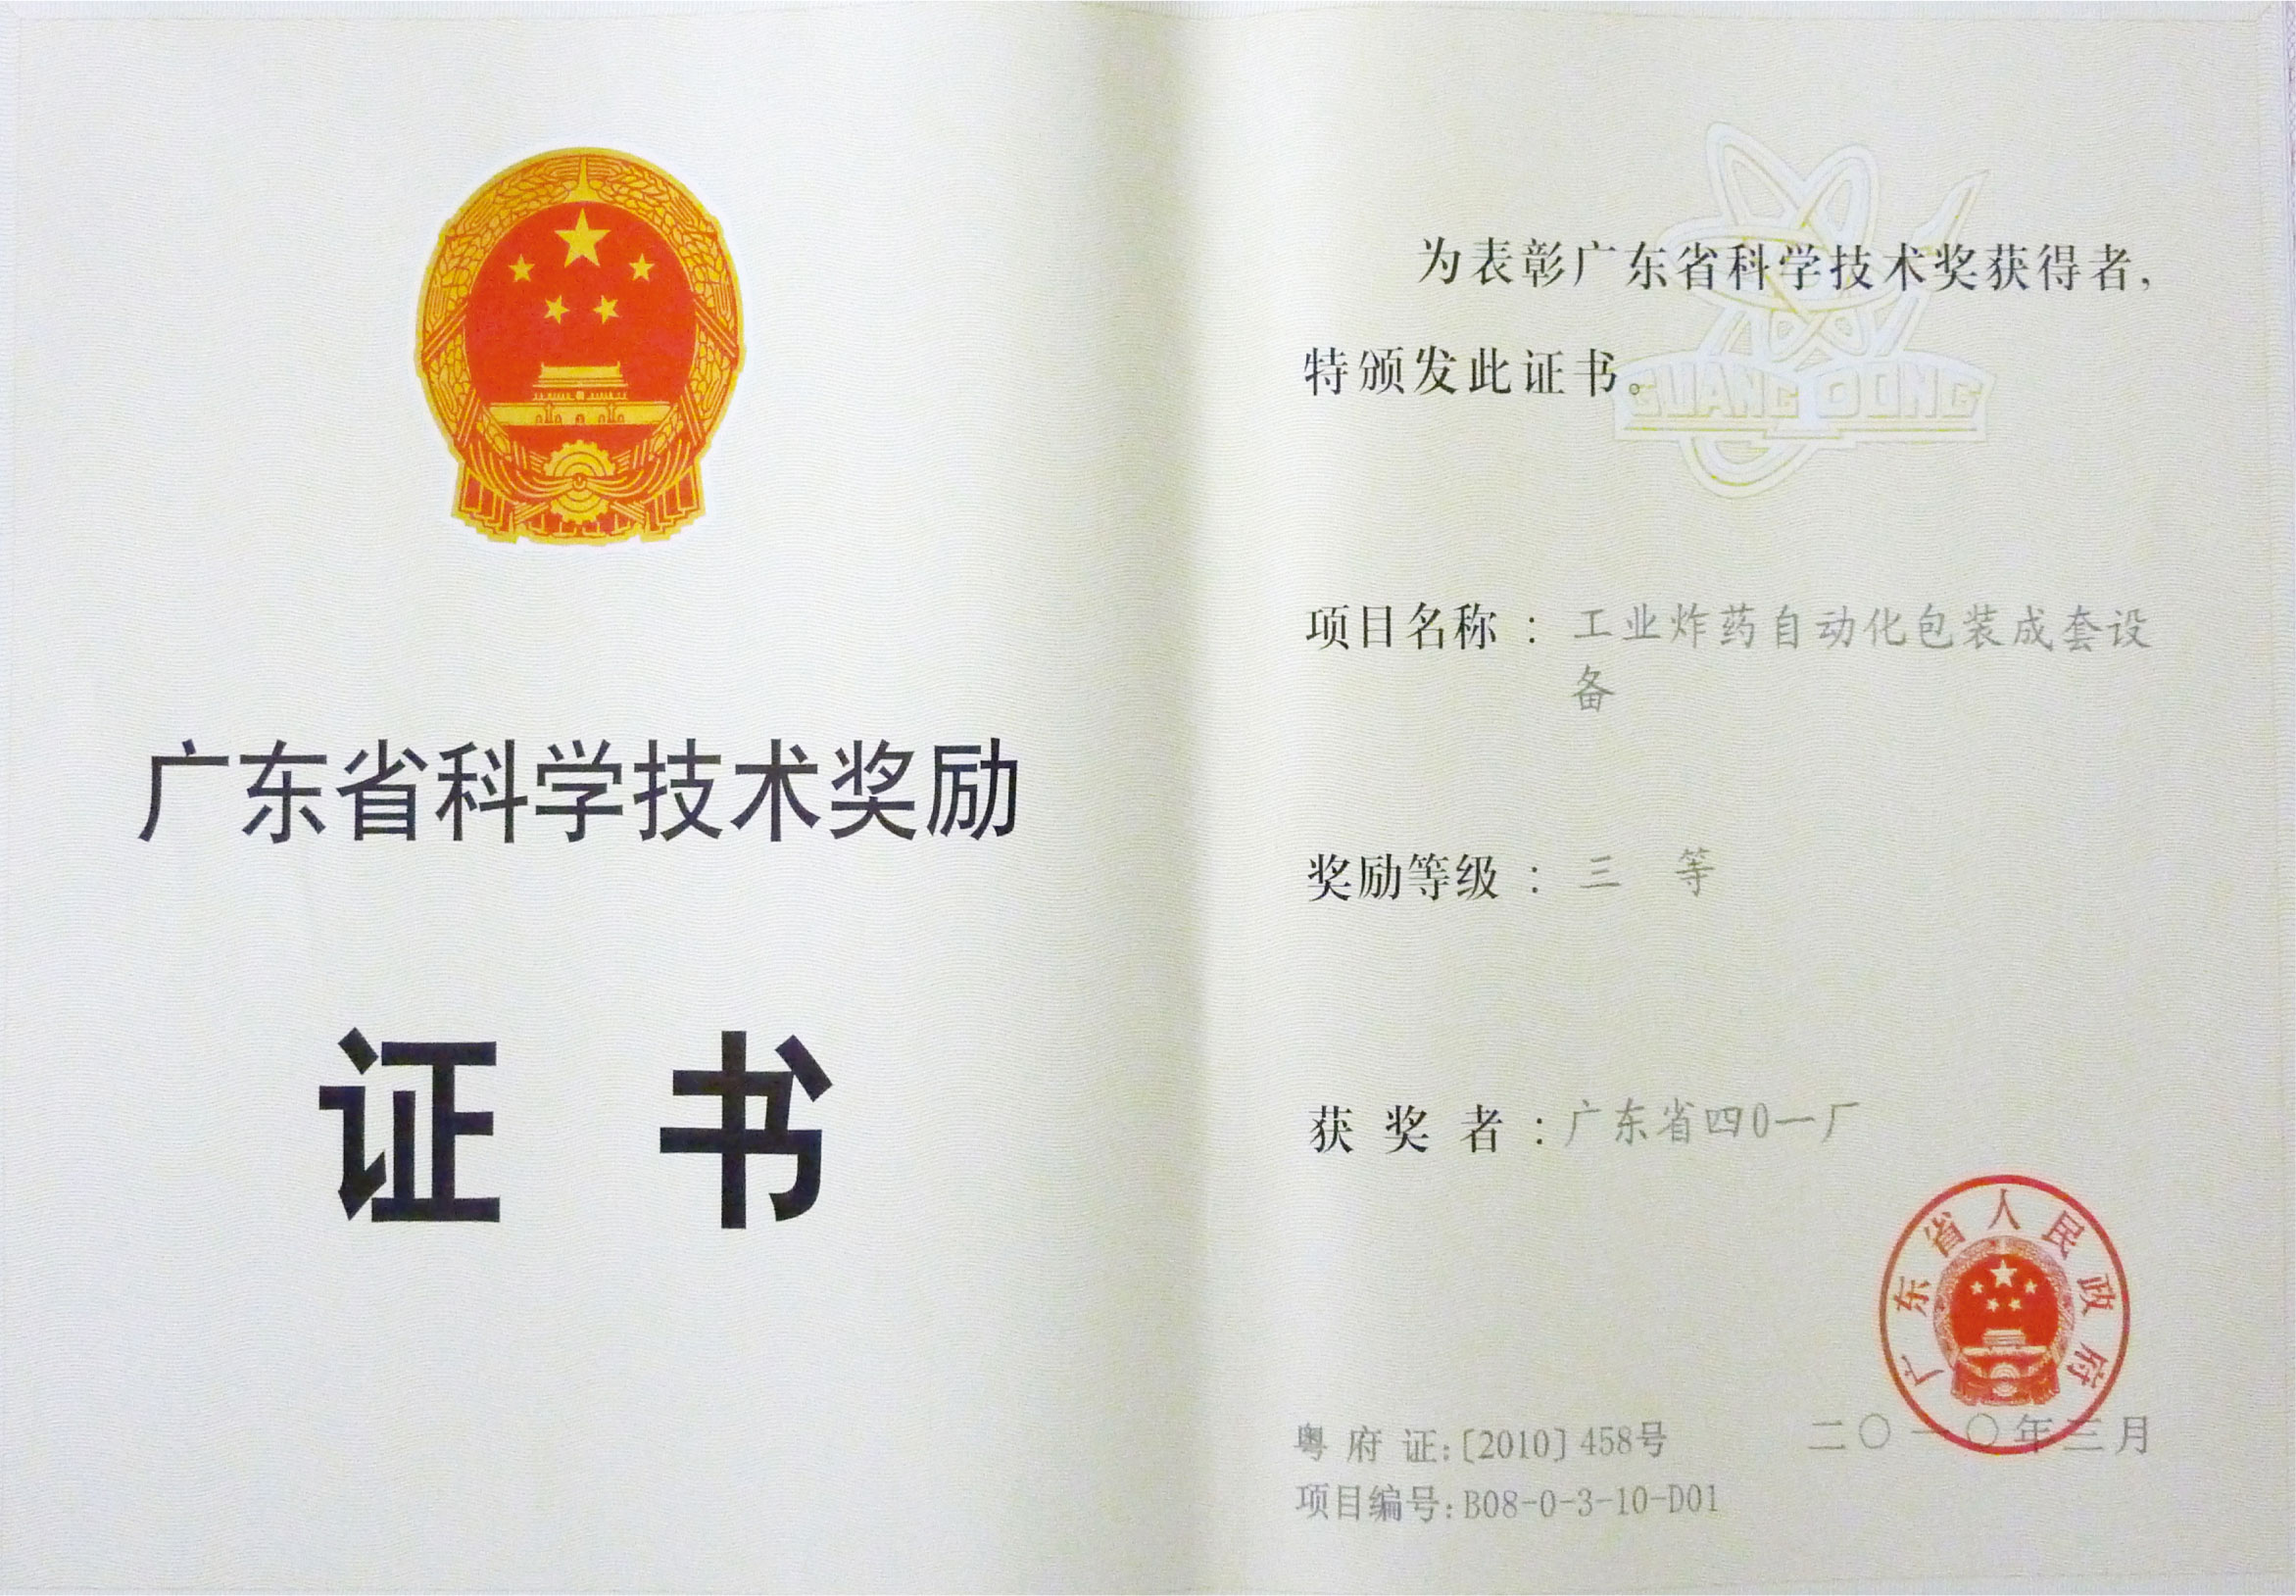 广东省科学技术奖励
证 书
GUANG DONG
为表彰广东省科学技术奖获得者,
特颁发此证书。
项目名称 : 工业炸药自动化包装成套设
备
奖励等级 : 三 等
获 奖 者 : 广东省四0一厂
广东省人民政府
二〇一〇年三月
粤 府 证:[2010] 458号
项目编号:B08-0-3-10-D01